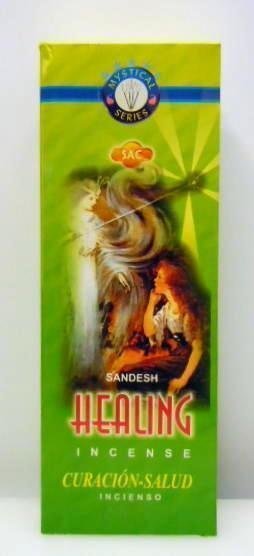 MYSTICAL
SERIES
SAC
SANDESH
HEALING
INCENSE
CURACIÓN-SALUD
INCIENSO